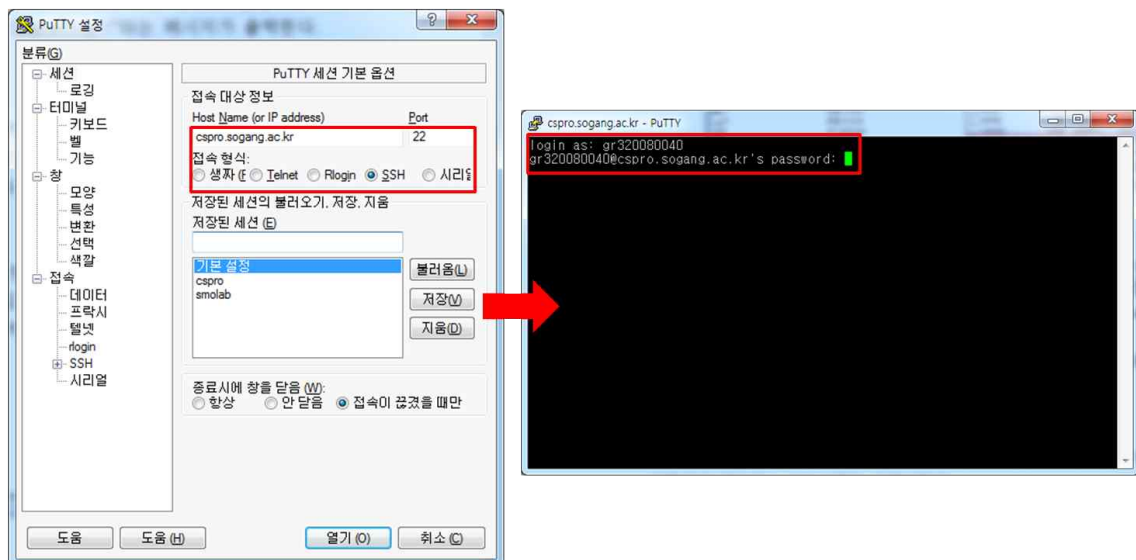 PuTTY 설정
분류(G)
세션
로깅
터미널
키보드
벨
기능
창
모양
특성
변환
선택
색깔
접속
데이터
프락시
텔넷
rlogin
SSH
시리얼
PuTTY 세션 기본 옵션
접속 대상 정보
Host Name (or IP address) Port
cspro.sogang.ac.kr 22
접속 형식:
생짜 Telnet Rlogin SSH 시리얼
저장된 세션의 불러오기, 저장, 지움
저장된 세션 (E)
기본 설정
cspro
smolab
불러옴(L)
저장(V)
지움(D)
종료시에 창을 닫음 (W):
항상 안 닫음 접속이 끊겼을 때만
도움 도움 (H) 열기 (O) 취소 (C)
cspro.sogang.ac.kr - PuTTY
login as: gr320080040
gr320080040@cspro.sogang.ac.kr's password: